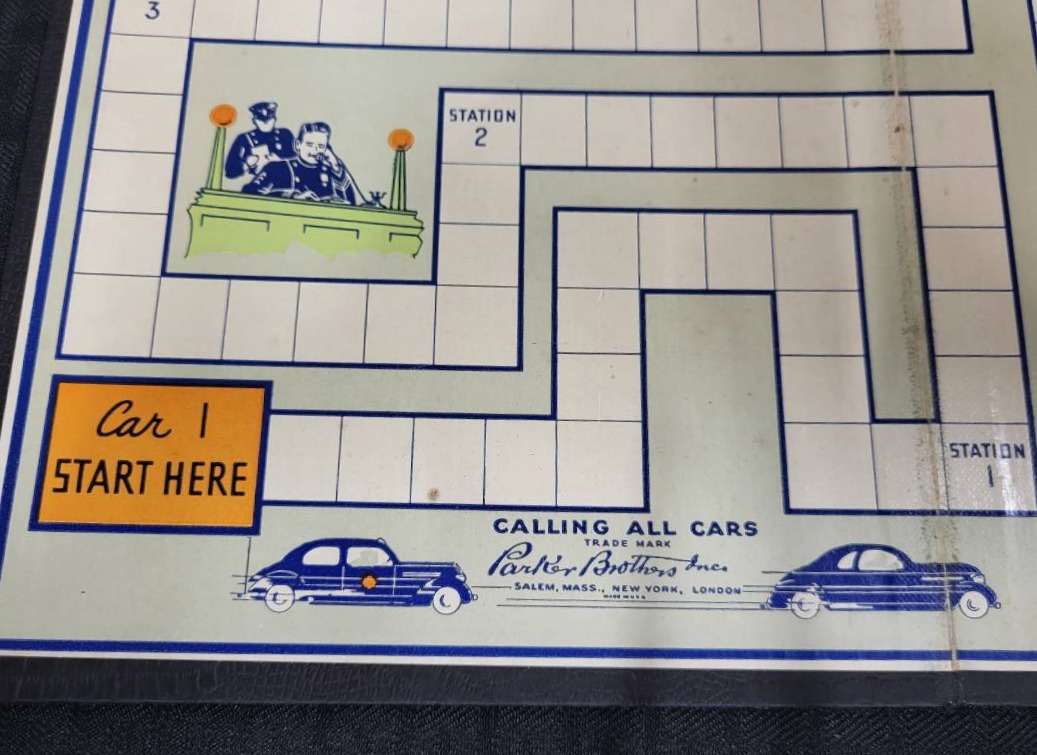 3
STATION
2
Car 1
START HERE
STATION
1
CALLING ALL CARS
TRADE MARK
Parker Brothers Inc.
SALEM, MASS., NEW YORK, LONDON